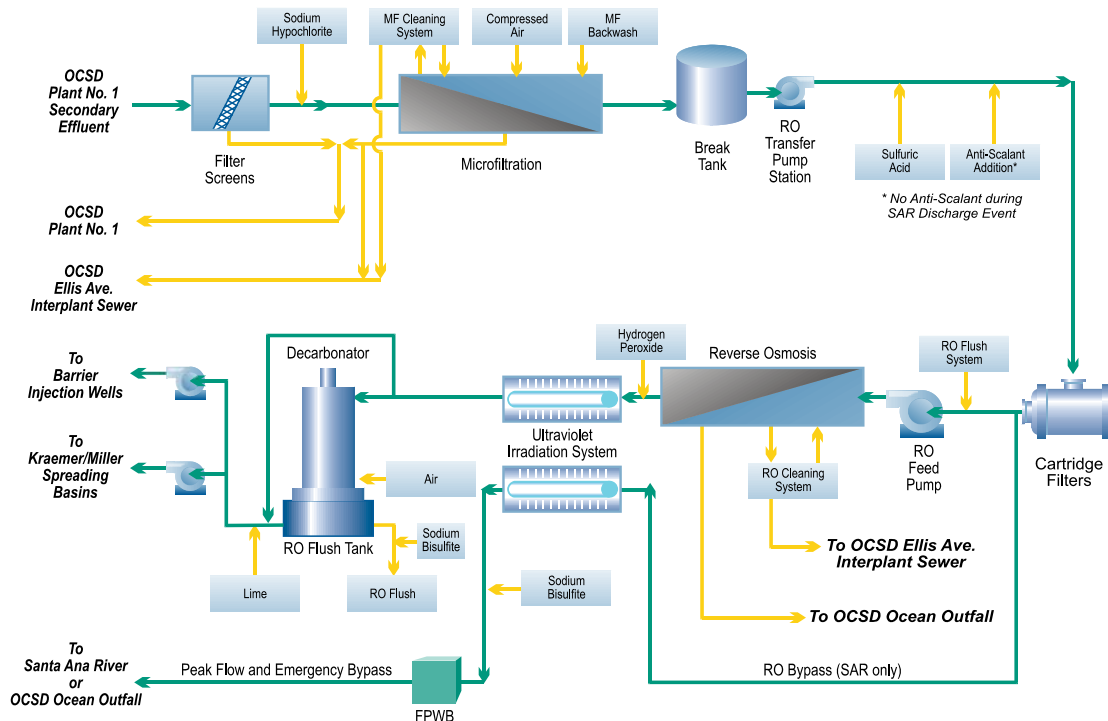 Sodium
Hypochlorite
MF Cleaning
System
Compressed
Air
MF
Backwash
OCSD
Plant No. 1
Secondary
Effluent
Filter
Screens
Microfiltration
Break
Tank
RO
Transfer
Pump
Station
Sulfuric
Acid
Anti-Scalant
Addition*
* No Anti-Scalant during
SAR Discharge Event
OCSD
Plant No. 1
OCSD
Ellis Ave.
Interplant Sewer
To
Barrier
Injection Wells
Decarbonator
Hydrogen
Peroxide
Reverse Osmosis
RO Flush
System
Ultraviolet
Irradiation System
RO
Feed
Pump
Cartridge
Filters
To
Kraemer/Miller
Spreading
Basins
Air
RO Cleaning
System
RO Flush Tank
Sodium
Bisulfite
Lime
RO Flush
Sodium
Bisulfite
To OCSD Ellis Ave.
Interplant Sewer
To OCSD Ocean Outfall
To
Santa Ana River
or
OCSD Ocean Outfall
Peak Flow and Emergency Bypass
FPWB
RO Bypass (SAR only)